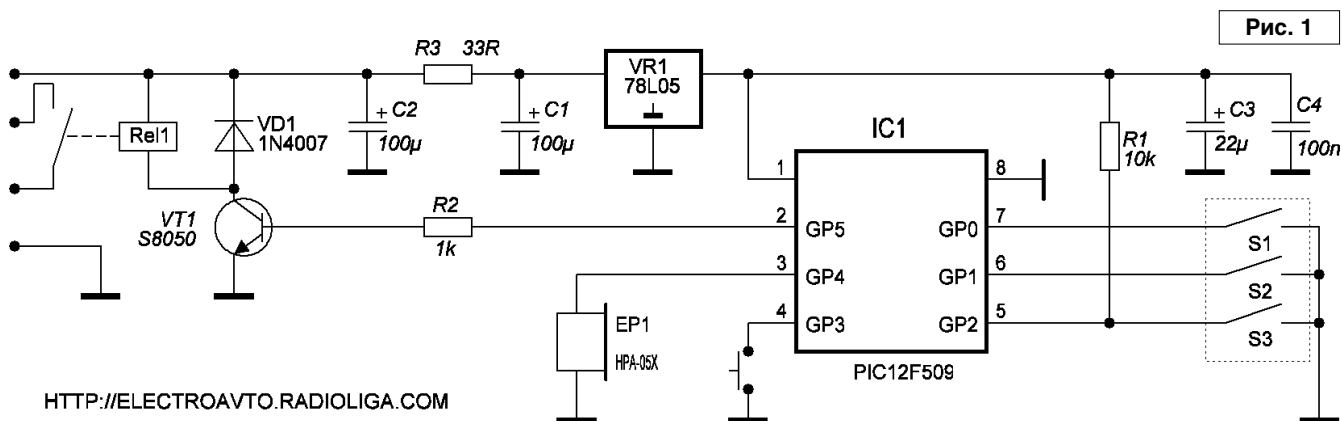 Рис. 1
R3 33R
VR1
78L05
+ C2
100µ
+ C1
100µ
+ C3
22µ
C4
100n
R1
10k
Rel1
VD1
1N4007
VT1
S8050
R2
1k
IC1
1
2
3
4
8
7
6
5
GP5
GP4
GP3
GP0
GP1
GP2
PIC12F509
S1
S2
S3
EP1
HPA-05X
HTTP://ELECTROAVTO.RADIOLIGA.COM